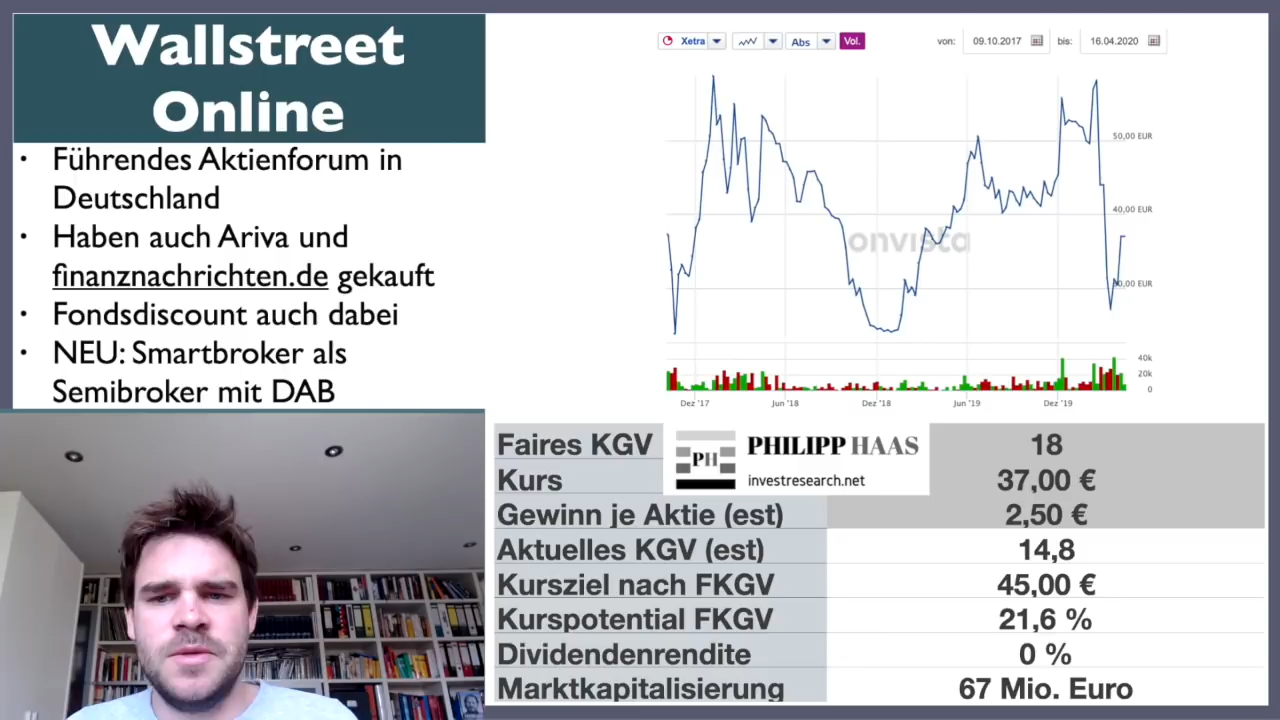 Wallstreet
Online
• Führendes Aktienforum in
Deutschland
• Haben auch Ariva und
finanznachrichten.de gekauft
• Fondsdiscount auch dabei
• NEU: Smartbroker als
Semibroker mit DAB
Xetra Abs Vol. von: 09.10.2017 bis: 16.04.2020
50,00 EUR
40,00 EUR
onvista
0,00 EUR
40k
20k
0
Dez '17 Jun '18 Dez '18 Jun '19 Dez '19
Faires KGV 18
PH PHILIPP HAAS
investresearch.net
Kurs 37,00 €
Gewinn je Aktie (est) 2,50 €
Aktuelles KGV (est) 14,8
Kursziel nach FKGV 45,00 €
Kurspotential FKGV 21,6 %
Dividendenrendite 0 %
Marktkapitalisierung 67 Mio. Euro